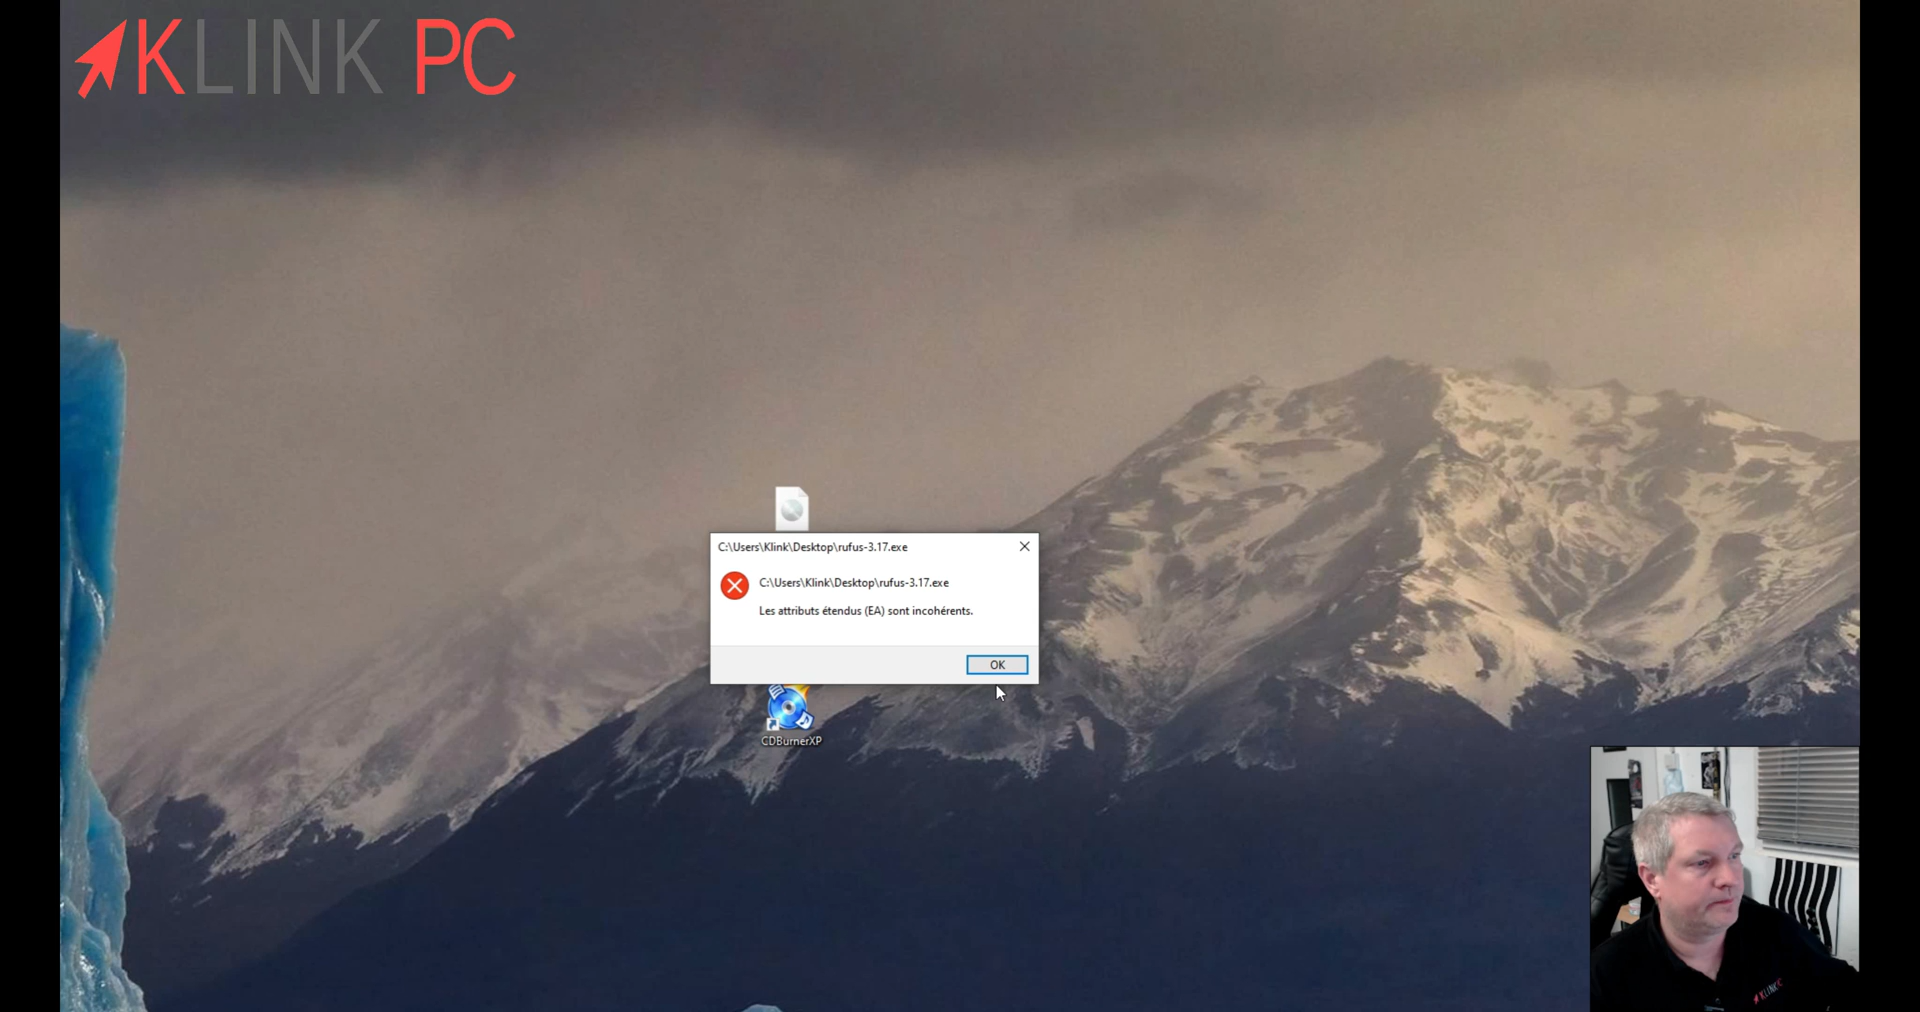 KLINK PC
C:\Users\Klink\Desktop\rufus-3.17.exe
C:\Users\Klink\Desktop\rufus-3.17.exe
Les attributs étendus (EA) sont incohérents.
OK
CDBurnerXP
KLINKPC